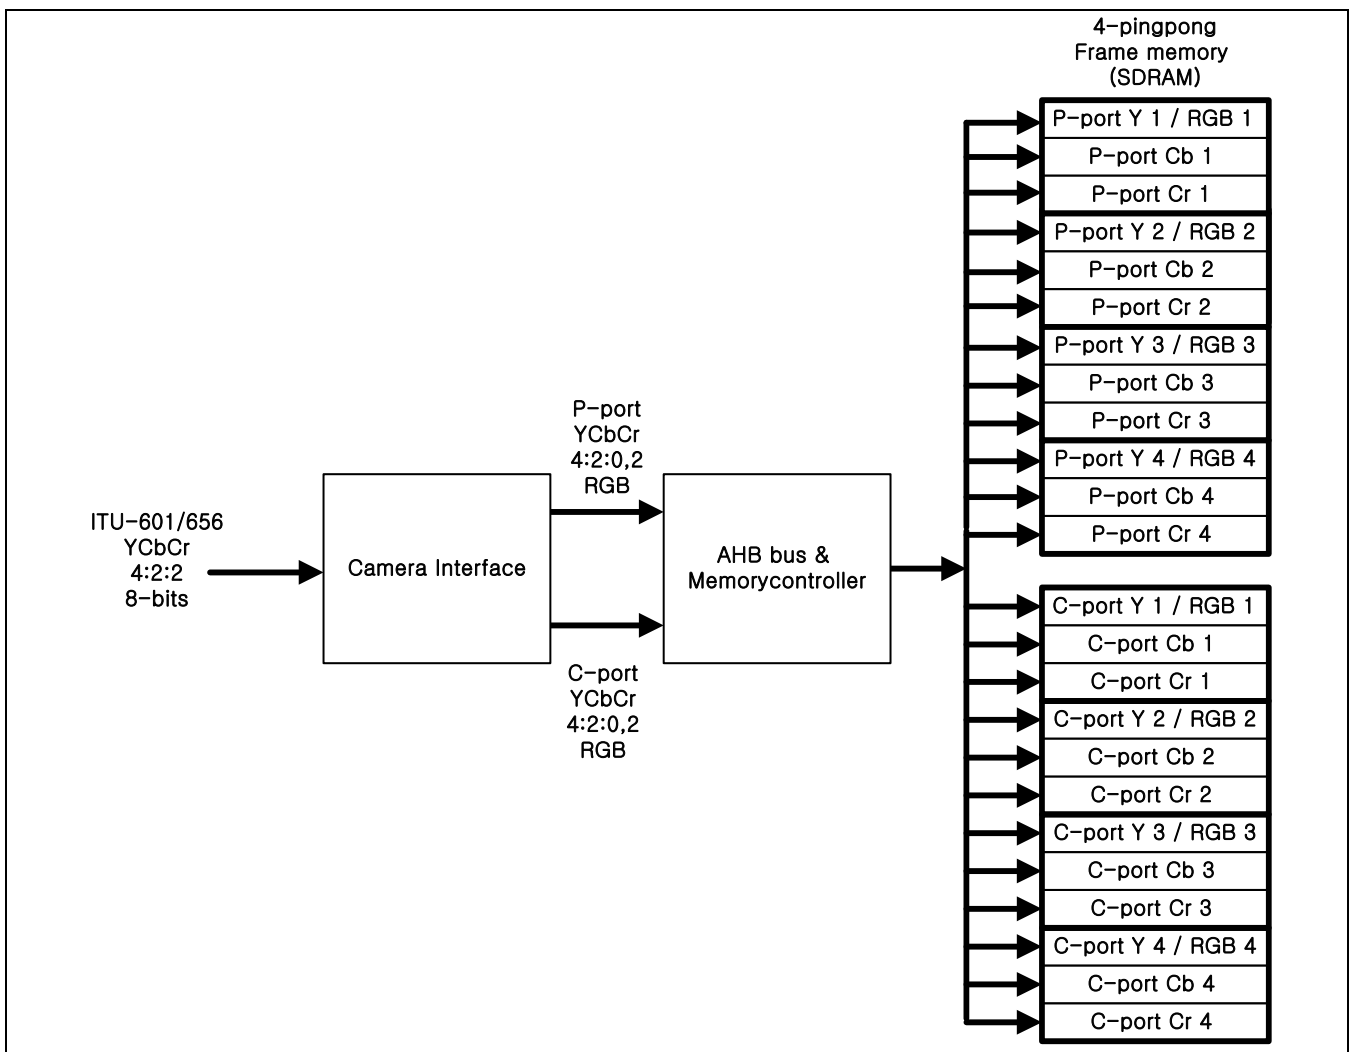 4-pingpong
Frame memory
(SDRAM)
P-port Y 1 / RGB 1
P-port Cb 1
P-port Cr 1
P-port Y 2 / RGB 2
P-port Cb 2
P-port Cr 2
P-port Y 3 / RGB 3
P-port Cb 3
P-port Cr 3
P-port Y 4 / RGB 4
P-port Cb 4
P-port Cr 4
P-port
YCbCr
4:2:0,2
RGB
ITU-601/656
YCbCr
4:2:2
8-bits
Camera Interface
AHB bus &
Memorycontroller
C-port
YCbCr
4:2:0,2
RGB
C-port Y 1 / RGB 1
C-port Cb 1
C-port Cr 1
C-port Y 2 / RGB 2
C-port Cb 2
C-port Cr 2
C-port Y 3 / RGB 3
C-port Cb 3
C-port Cr 3
C-port Y 4 / RGB 4
C-port Cb 4
C-port Cr 4